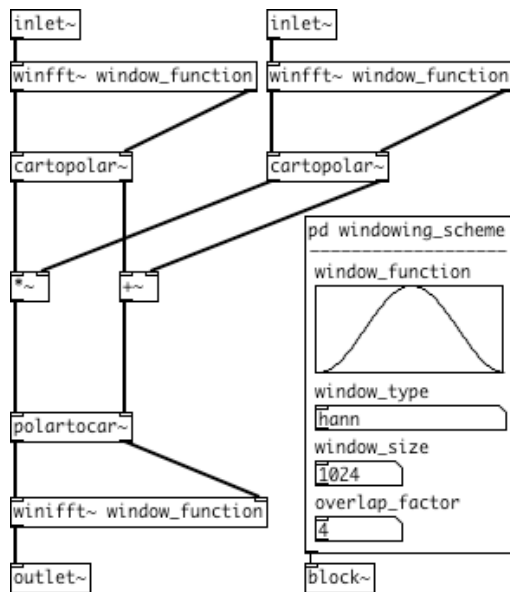 inlet~ inlet~
winfft~ window_function winfft~ window_function
cartopolar~ cartopolar~
pd windowing_scheme
--------------------
window_function
*~ +~
window_type
hann
polartocar~
window_size
1024
overlap_factor
winifft~ window_function
4
outlet~ block~